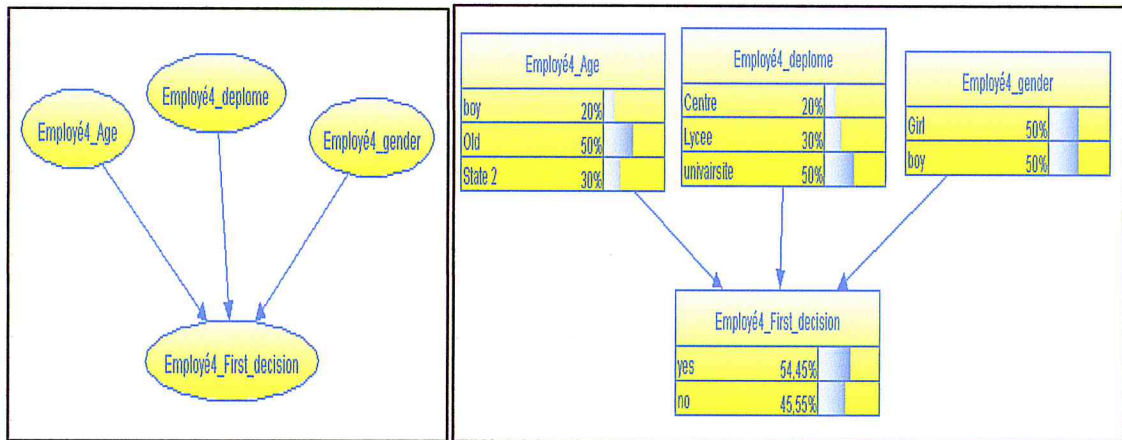 Employé4_deplome
Employé4_Age
Employé4_gender
Employé4_First_decision
Employé4_Age
boy 20%
Old 50%
State 2 30%
Employé4_deplome
Centre 20%
Lycee 30%
univairsite 50%
Employé4_gender
Girl 50%
boy 50%
Employé4_First_decision
yes 54,45%
no 45,55%